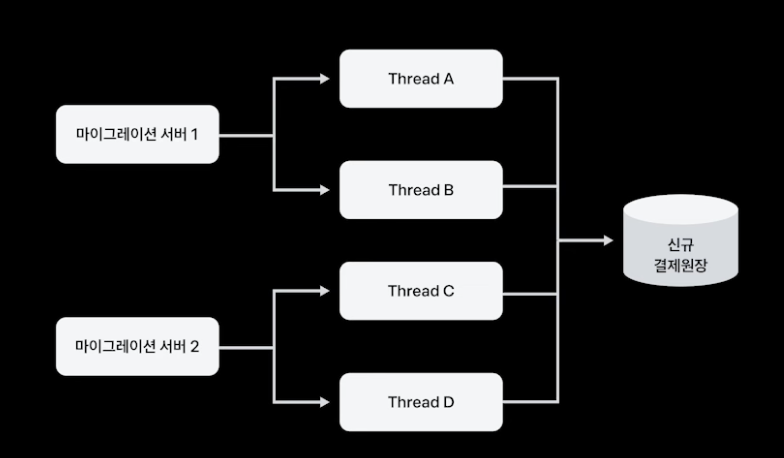 마이그레이션 서버 1
Thread A
Thread B
마이그레이션 서버 2
Thread C
Thread D
신규
결제원장